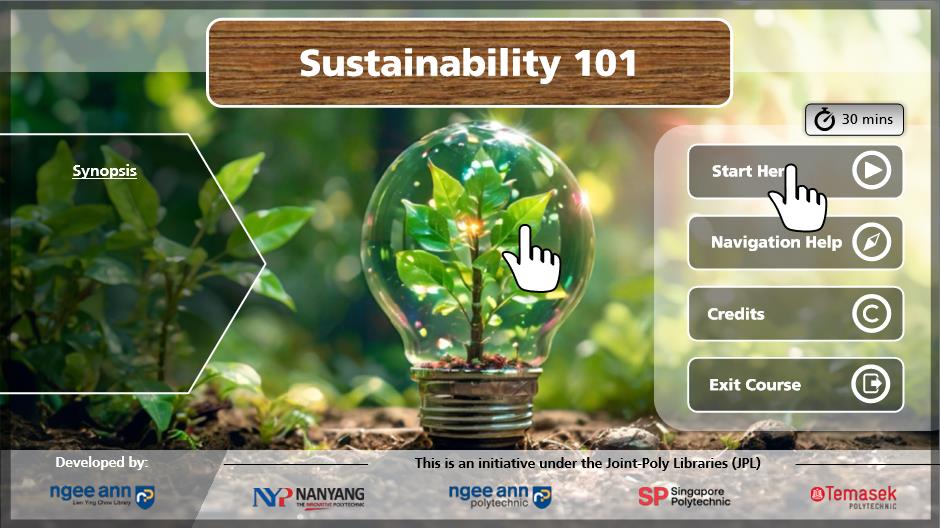 Sustainability 101
30 mins
Synopsis
Start Her
Navigation Help
Credits
Exit Course
Developed by:
This is an initiative under the Joint-Poly Libraries (JPL)
ngee ann
Lien Ying Chow Library
NYP NANYANG
THE INNOVATIVE POLYTECHNIC
ngee ann
polytechnic
SP Singapore
Polytechnic
Temasek
POLYTECHNIC